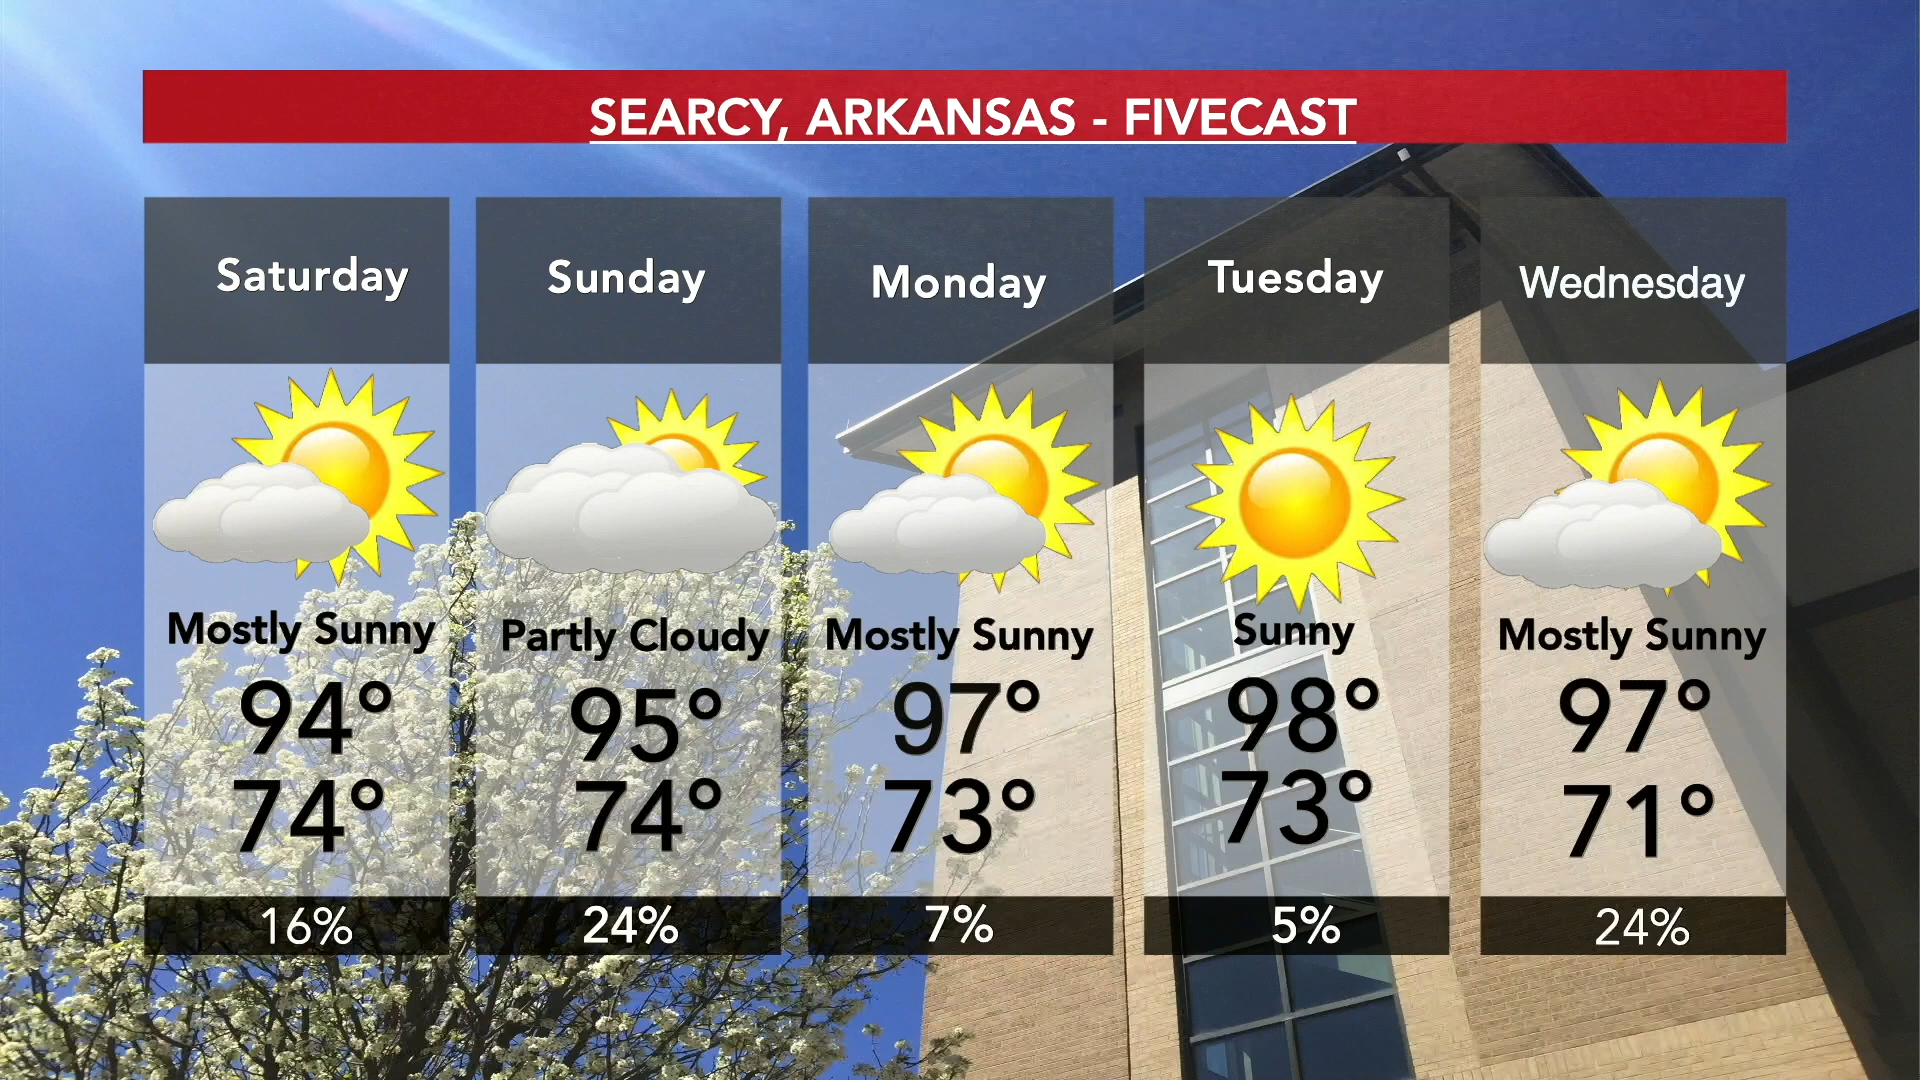 SEARCY, ARKANSAS - FIVECAST
Saturday
Mostly Sunny
94°
74°
16%
Sunday
Partly Cloudy
95°
74°
24%
Monday
Mostly Sunny
97°
73°
7%
Tuesday
Sunny
98°
73°
5%
Wednesday
Mostly Sunny
97°
71°
24%